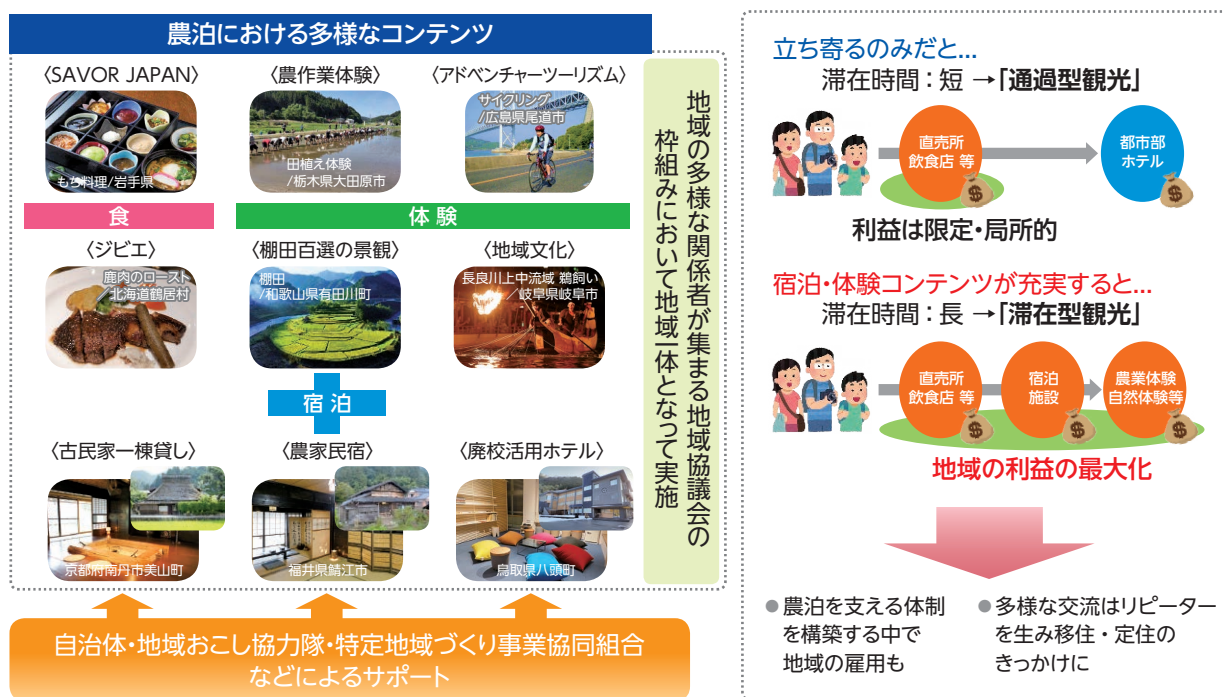 農泊における多様なコンテンツ
〈SAVOR JAPAN〉
〈農作業体験〉
〈アドベンチャーツーリズム〉
もち料理/岩手県
田植え体験
/栃木県大田原市
サイクリング
/広島県尾道市
食
体験
〈ジビエ〉
〈棚田百選の景観〉
〈地域文化〉
鹿肉のロースト
/北海道鶴居村
棚田
/和歌山県有田川町
長良川上中流域 鵜飼い
/岐阜県岐阜市
宿泊
〈古民家一棟貸し〉
〈農家民宿〉
〈廃校活用ホテル〉
京都府南丹市美山町
福井県鯖江市
鳥取県八頭町
地域の多様な関係者が集まる地域協議会の
枠組みにおいて地域一体となって実施
自治体・地域おこし協力隊・特定地域づくり事業協同組合
などによるサポート
立ち寄るのみだと...
滞在時間：短 →「通過型観光」
直売所
飲食店 等
$
都市部
ホテル
$
利益は限定・局所的
宿泊・体験コンテンツが充実すると...
滞在時間：長 →「滞在型観光」
直売所
飲食店 等
$
宿泊
施設
$
農業体験
自然体験等
$
地域の利益の最大化
●農泊を支える体制
を構築する中で
地域の雇用も
●多様な交流はリピーター
を生み移住・定住の
きっかけに